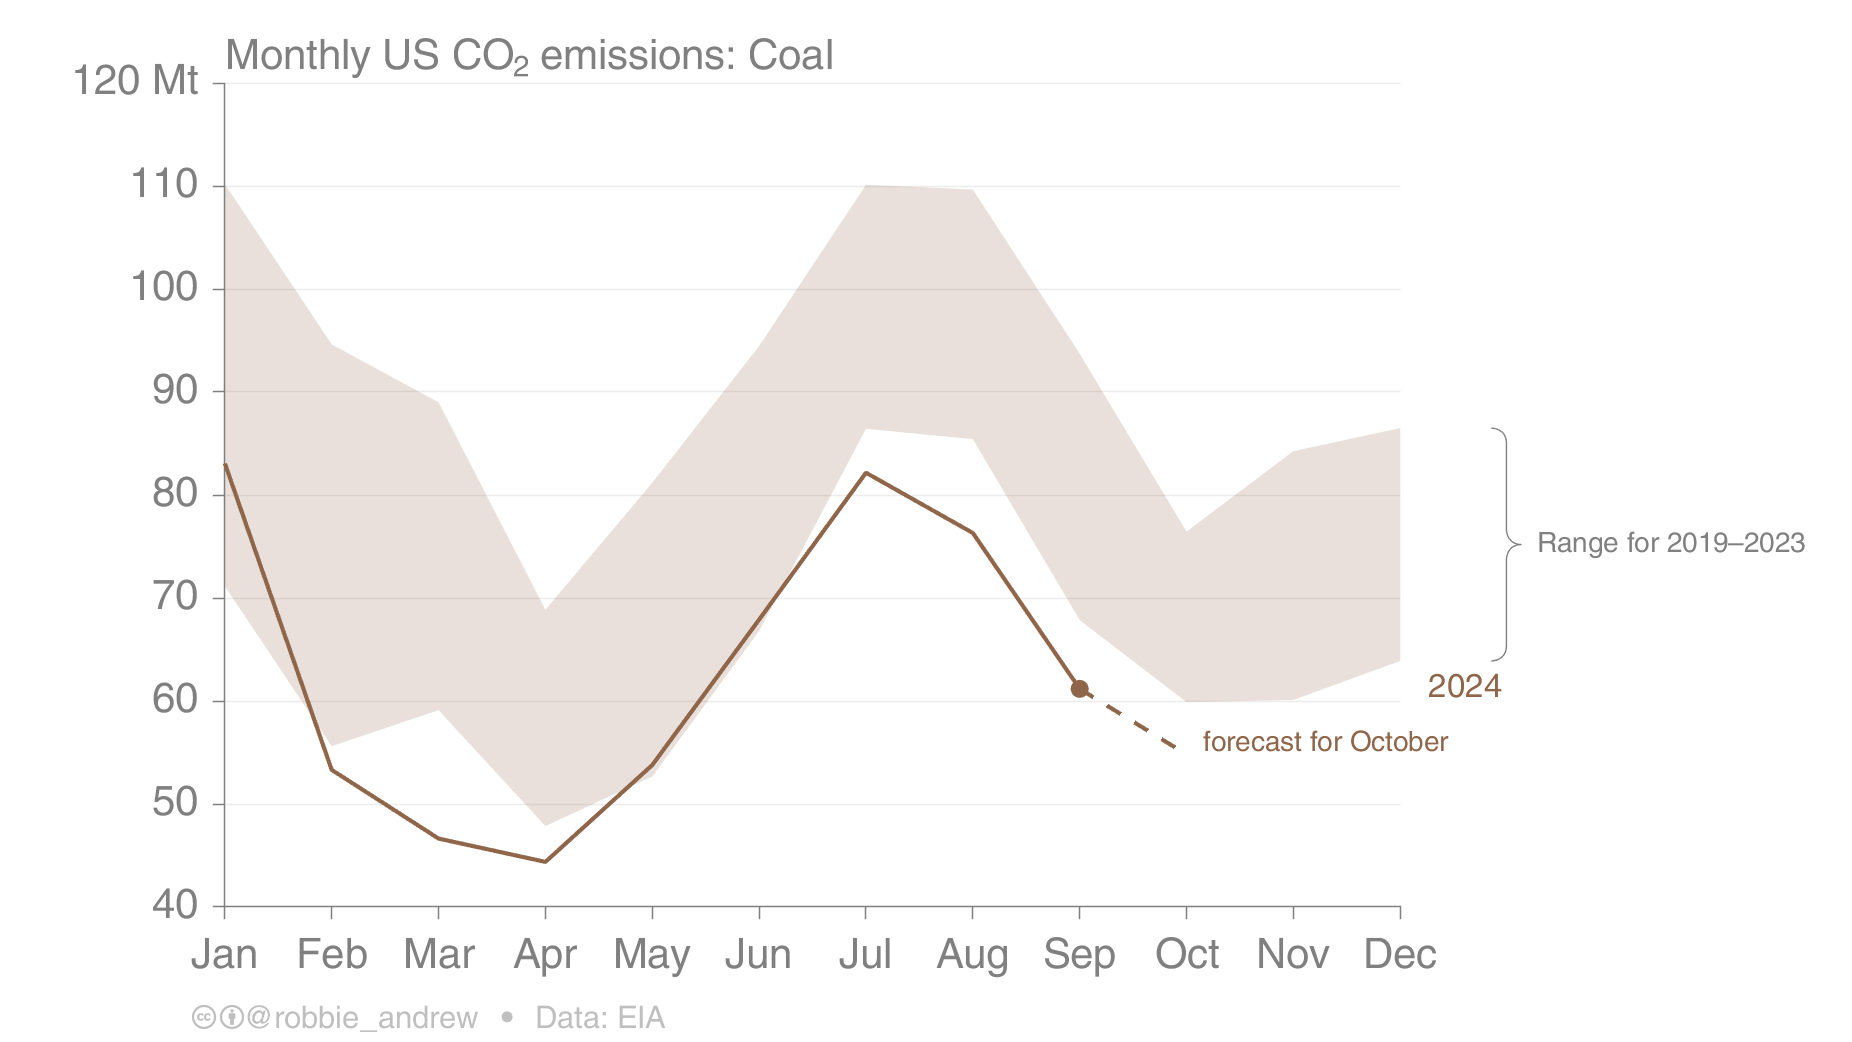 Monthly US CO₂ emissions: Coal
120 Mt
110
100
90
80
70
60
50
40
Range for 2019–2023
2024
forecast for October
Jan Feb Mar Apr May Jun Jul Aug Sep Oct Nov Dec
cc @robbie_andrew • Data: EIA